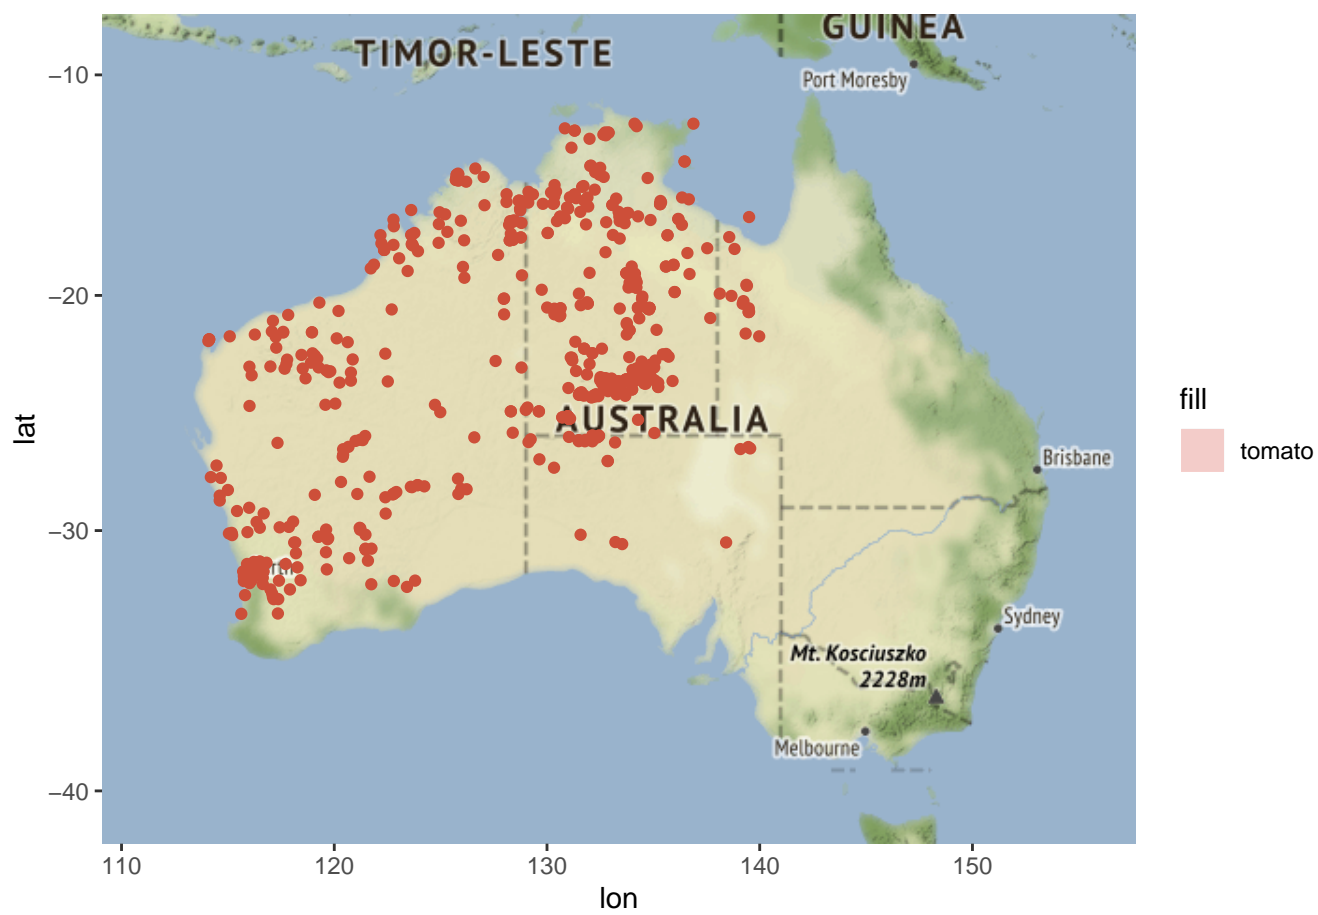 GUINEA
TIMOR-LESTE
Port Moresby
−10
−20
−30
−40
lat
AUSTRALIA
Brisbane
Sydney
Mt. Kosciuszko
2228m
Melbourne
110
120
130
140
150
lon
fill
tomato